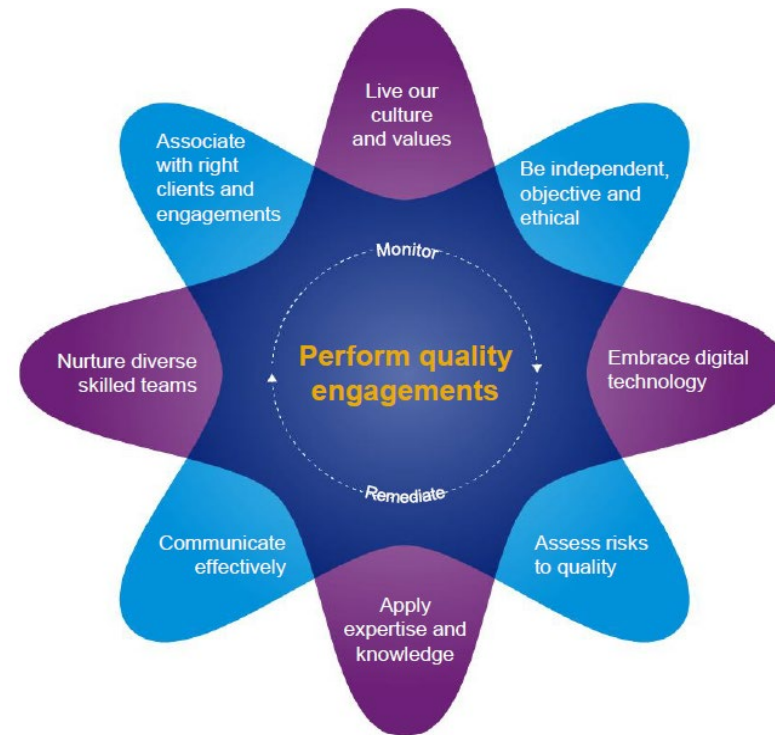 Live our
culture
and values
Be independent,
objective and
ethical
Embrace digital
technology
Assess risks
to quality
Apply
expertise and
knowledge
Communicate
effectively
Nurture diverse
skilled teams
Associate
with right
clients and
engagements
Monitor
Perform quality
engagements
Remediate